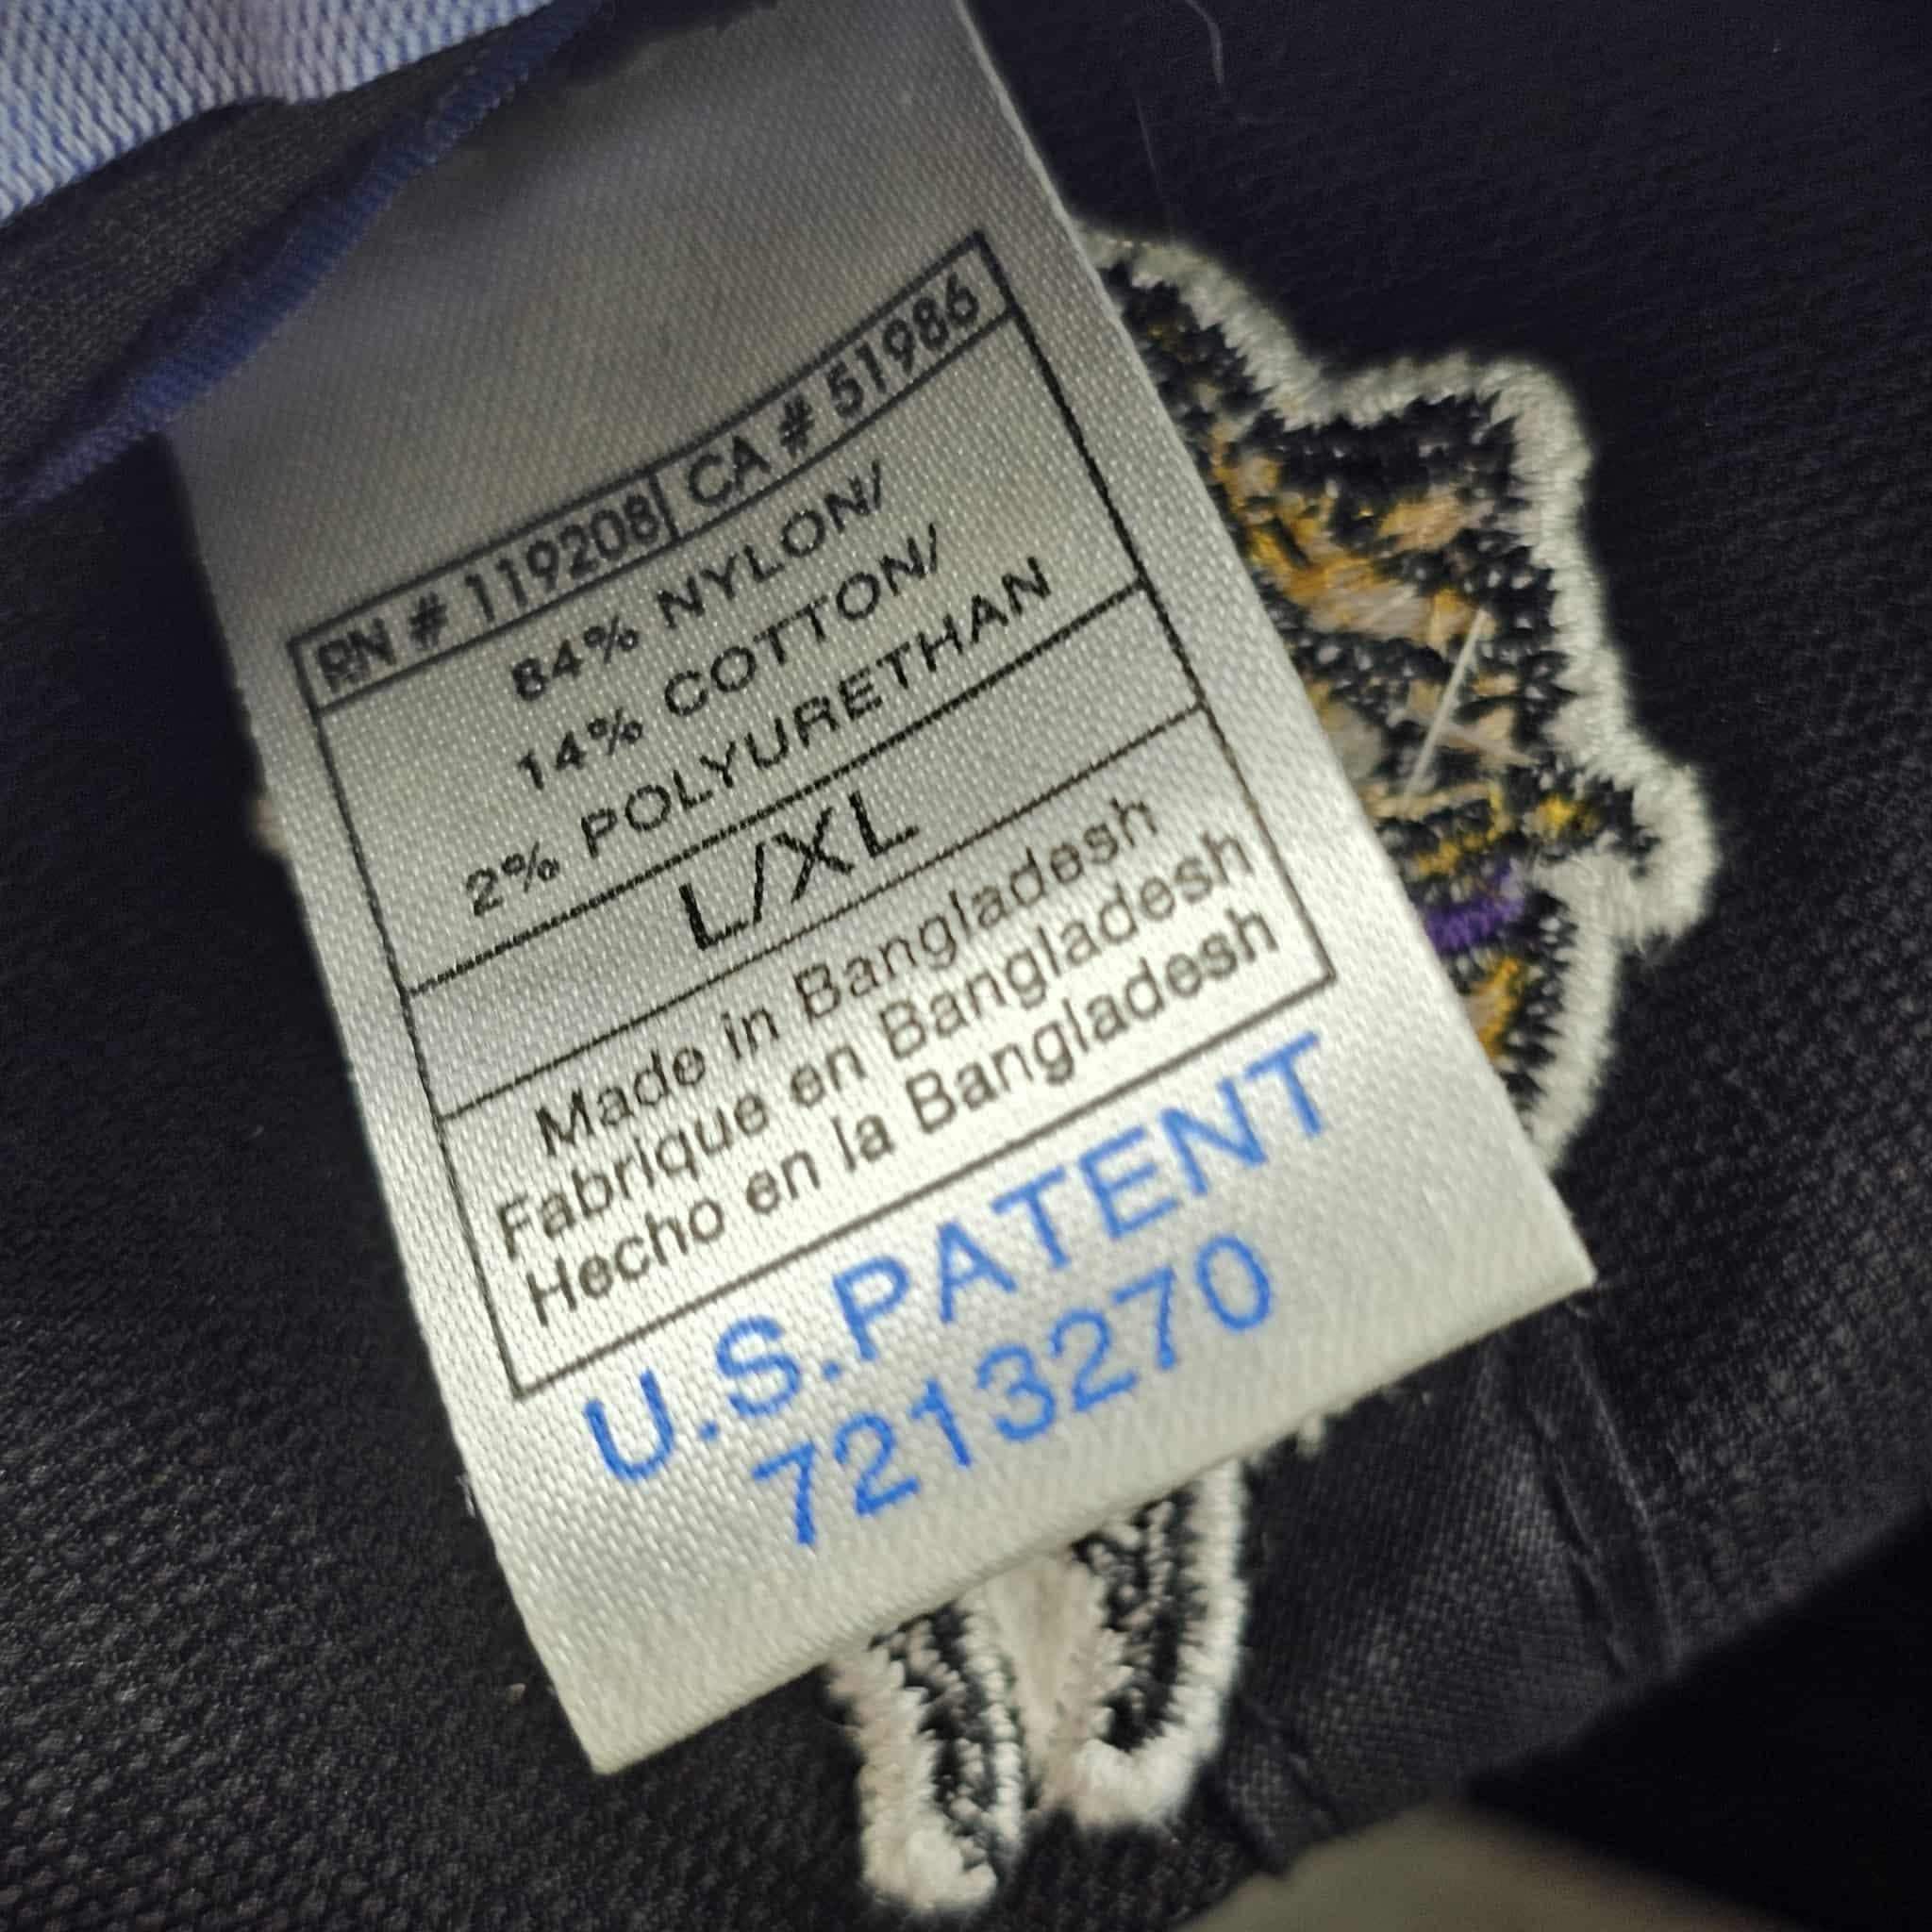 RN # 119208 CA # 51986
84% NYLON/
14% COTTON/
2% POLYURETHAN
L/XL
Made in Bangladesh
Fabrique en Bangladesh
Hecho en la Bangladesh
U.S.PATENT
7213270